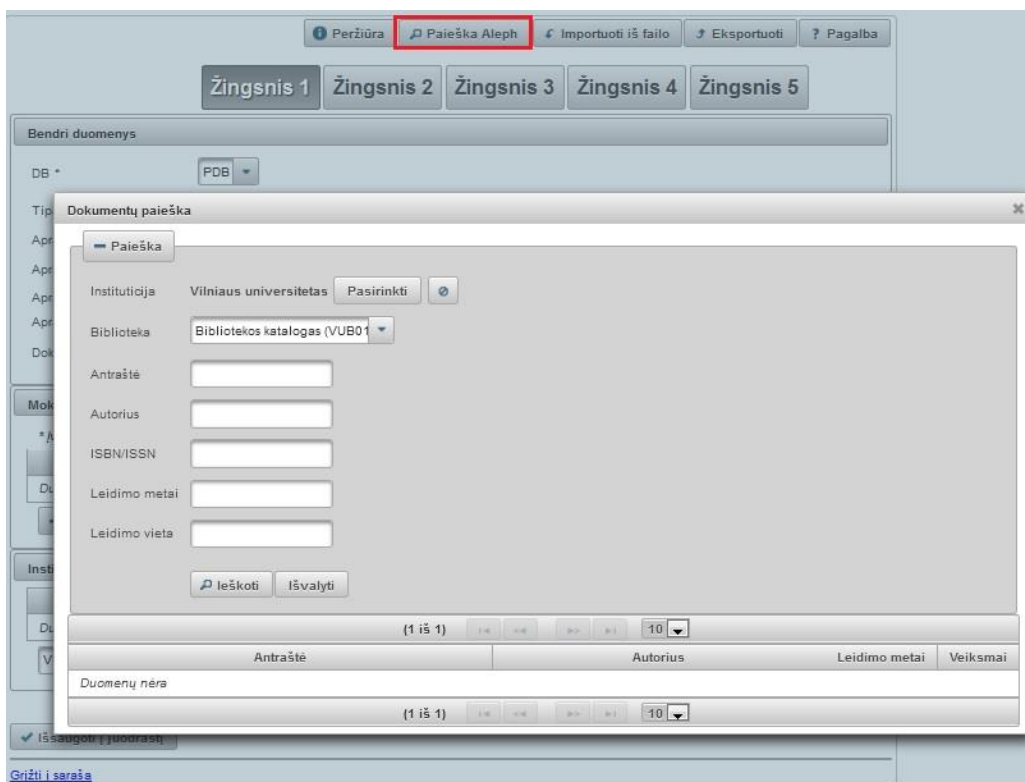 Peržiūra Paieška Aleph Importuoti iš failo Eksportuoti ? Pagalba
Žingsnis 1 Žingsnis 2 Žingsnis 3 Žingsnis 4 Žingsnis 5
Bendri duomenys
DB * PDB
Dokumentų paieška
Paieška
Instituticija Vilniaus universitetas Pasirinkti
Biblioteka Bibliotekos katalogas (VUB01
Antraštė
Autorius
ISBN/ISSN
Leidimo metai
Leidimo vieta
Ieškoti Išvalyti
(1 iš 1) 10
Antraštė Autorius Leidimo metai Veiksmai
Duomenų nėra
(1 iš 1) 10
Išsaugoti į juodraštį
Grižti į sąrašą